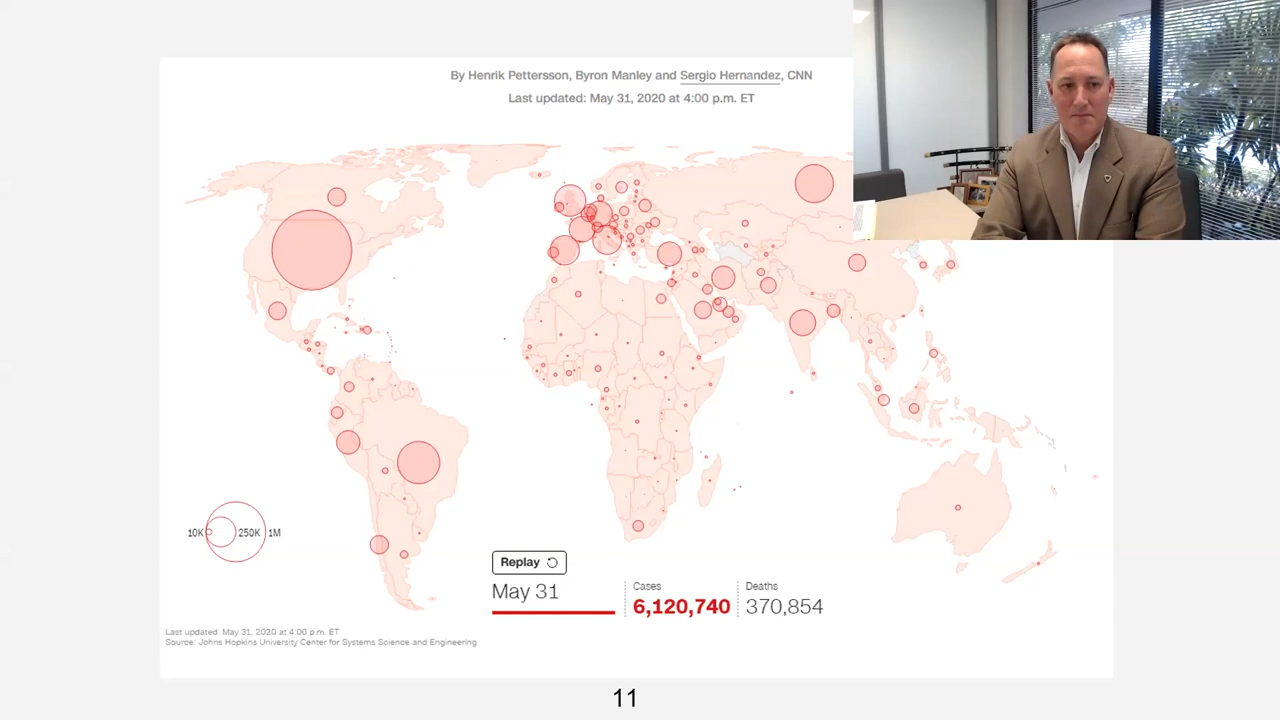 By Henrik Pettersson, Byron Manley and Sergio Hernandez, CNN
Last updated: May 31, 2020 at 4:00 p.m. ET
10K 250K 1M
Replay
May 31
Cases
6,120,740
Deaths
370,854
Last updated: May 31, 2020 at 4:00 p.m. ET
Source: Johns Hopkins University Center for Systems Science and Engineering
11